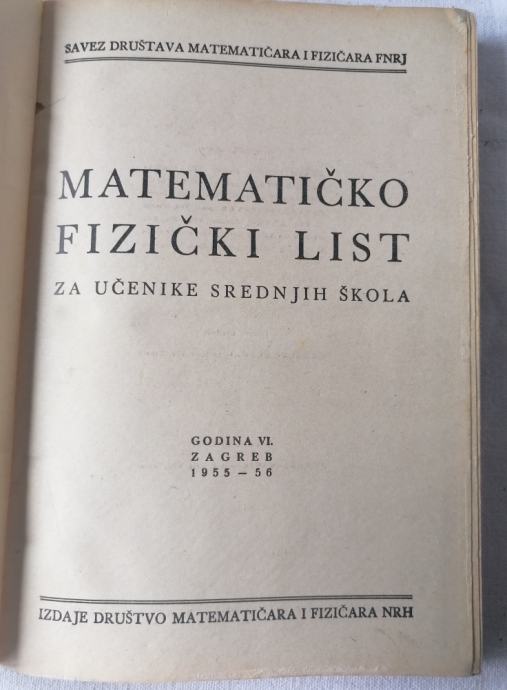 SAVEZ DRUŠTAVA MATEMATIČARA I FIZIČARA FNRJ
MATEMATIČKO
FIZIČKI LIST
ZA UČENIKE SREDNJIH ŠKOLA
GODINA VI.
ZAGREB
1955 – 56
IZDAJE DRUŠTVO MATEMATIČARA I FIZIČARA NRH